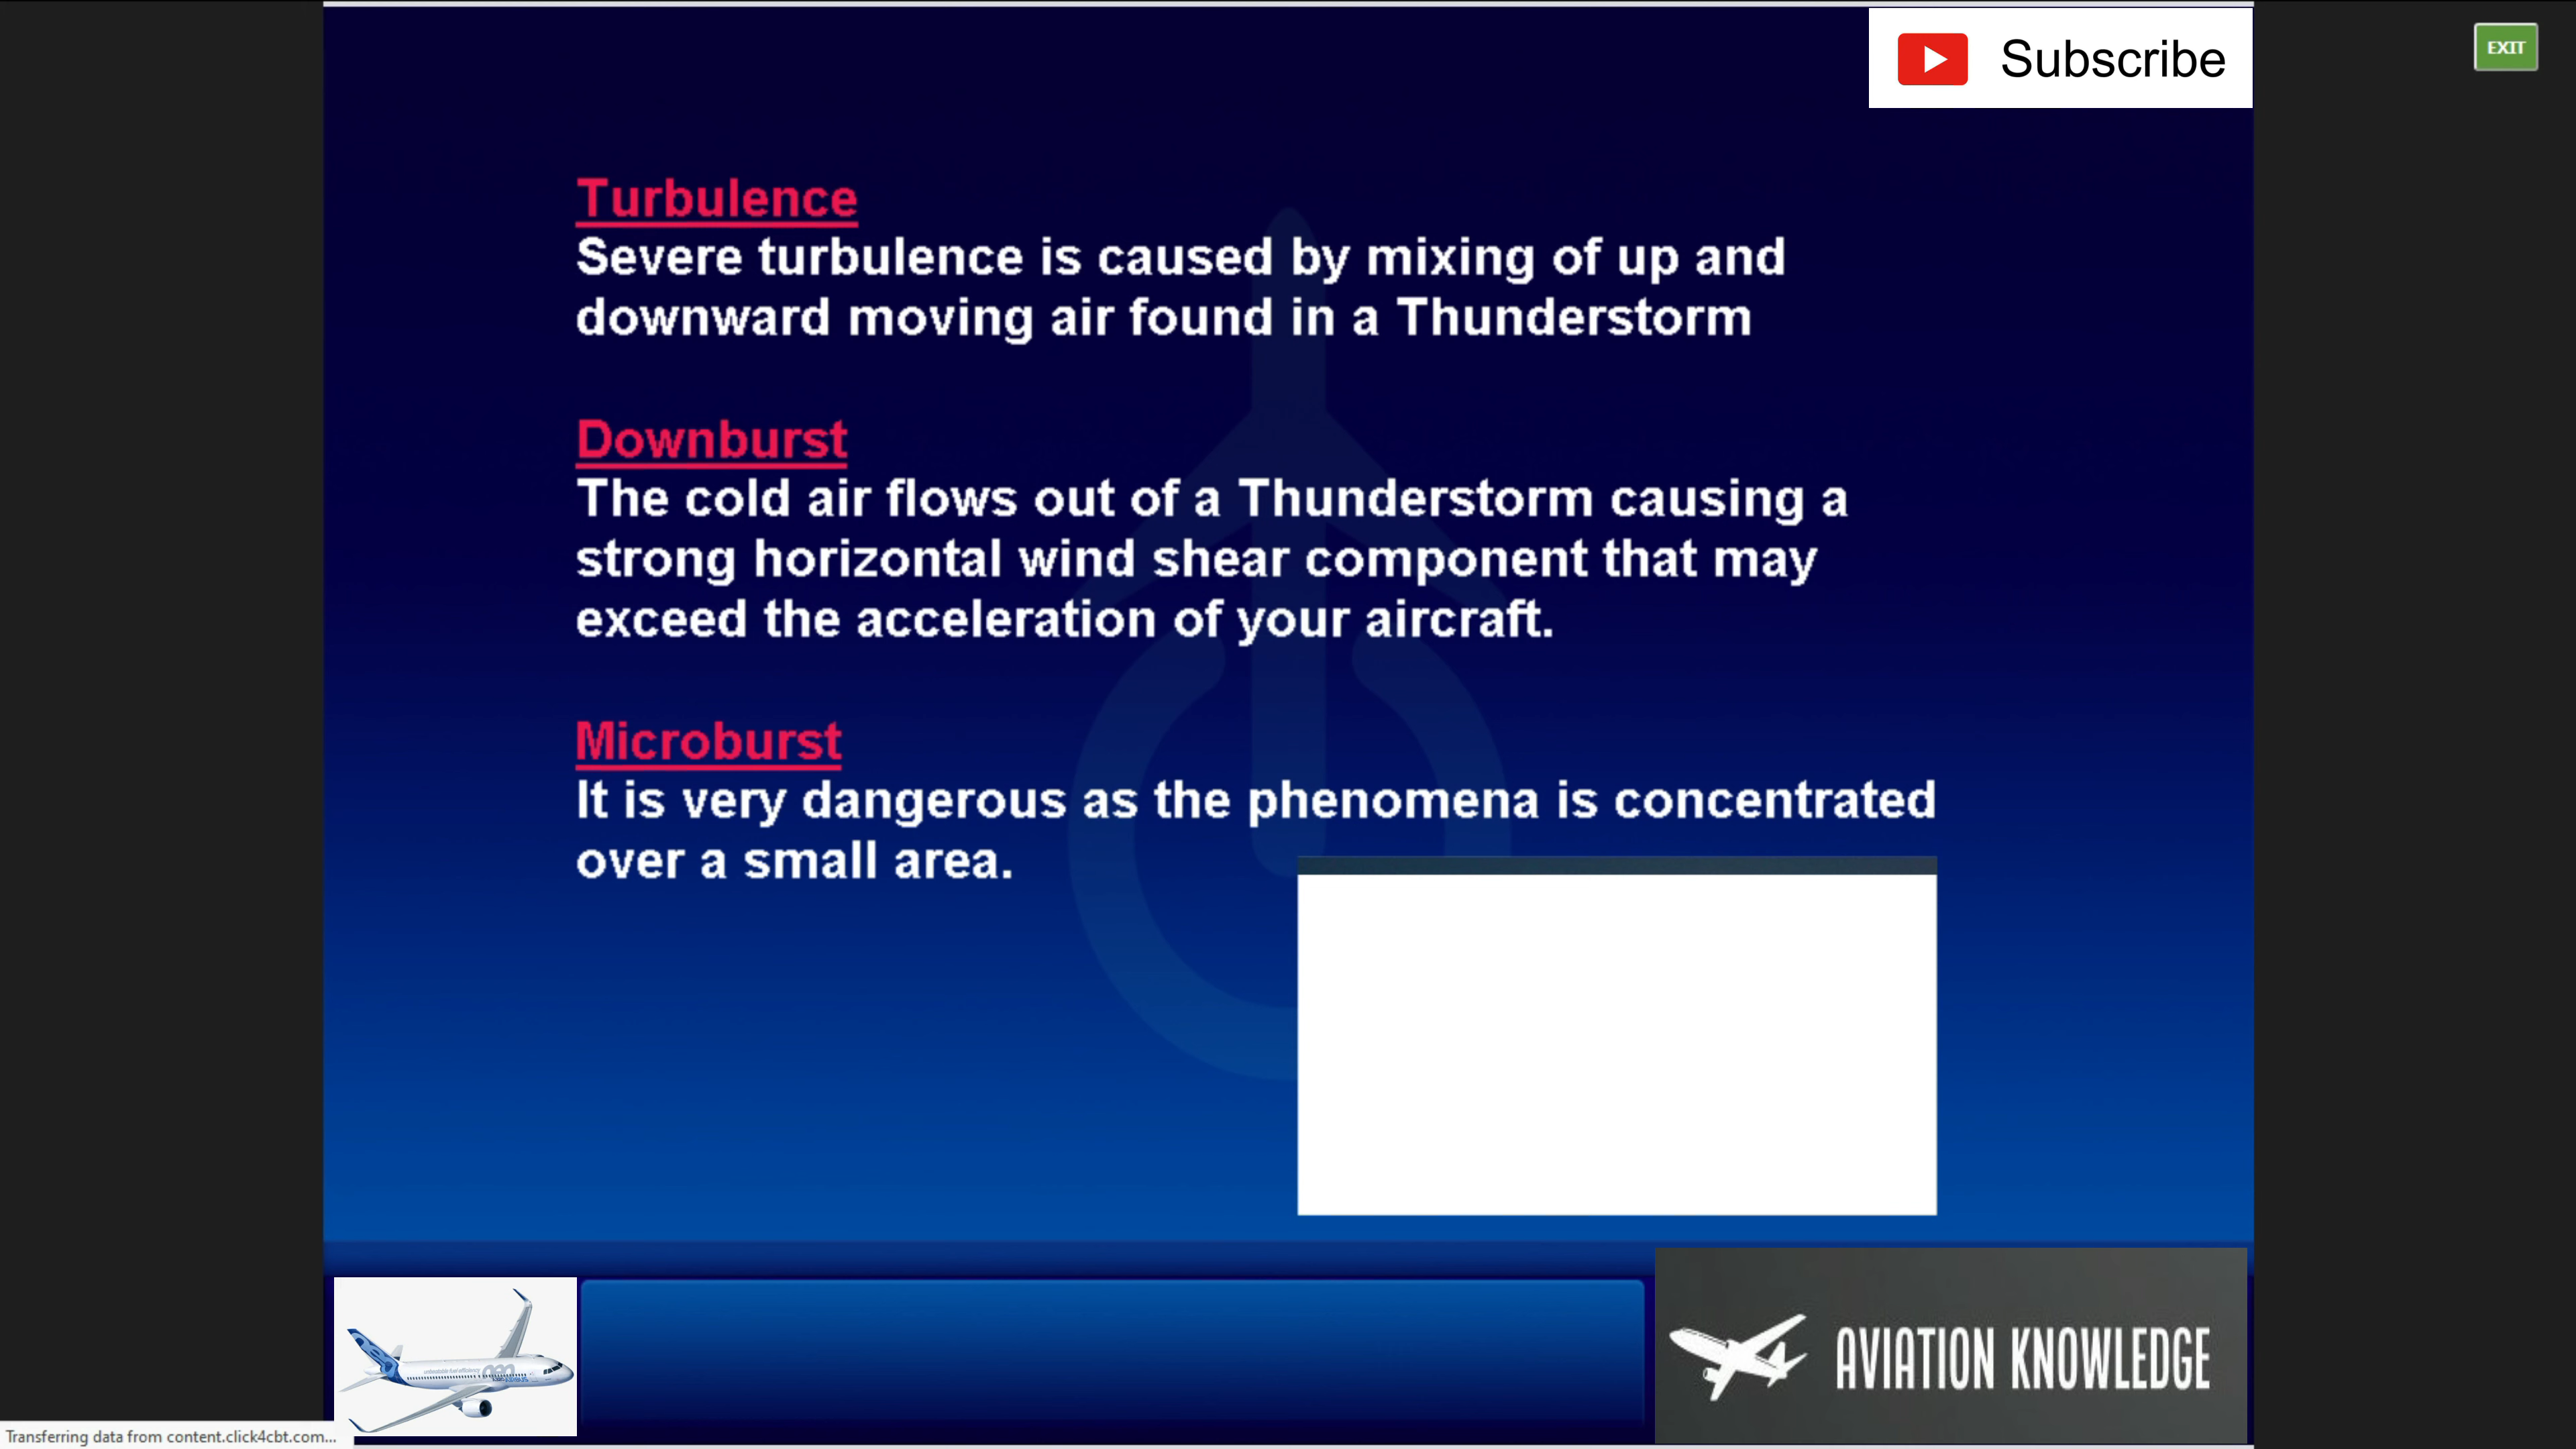 Subscribe
EXIT
Turbulence
Severe turbulence is caused by mixing of up and
downward moving air found in a Thunderstorm
Downburst
The cold air flows out of a Thunderstorm causing a
strong horizontal wind shear component that may
exceed the acceleration of your aircraft.
Microburst
It is very dangerous as the phenomena is concentrated
over a small area.
AVIATION KNOWLEDGE
Transferring data from content.click4cbt.com...